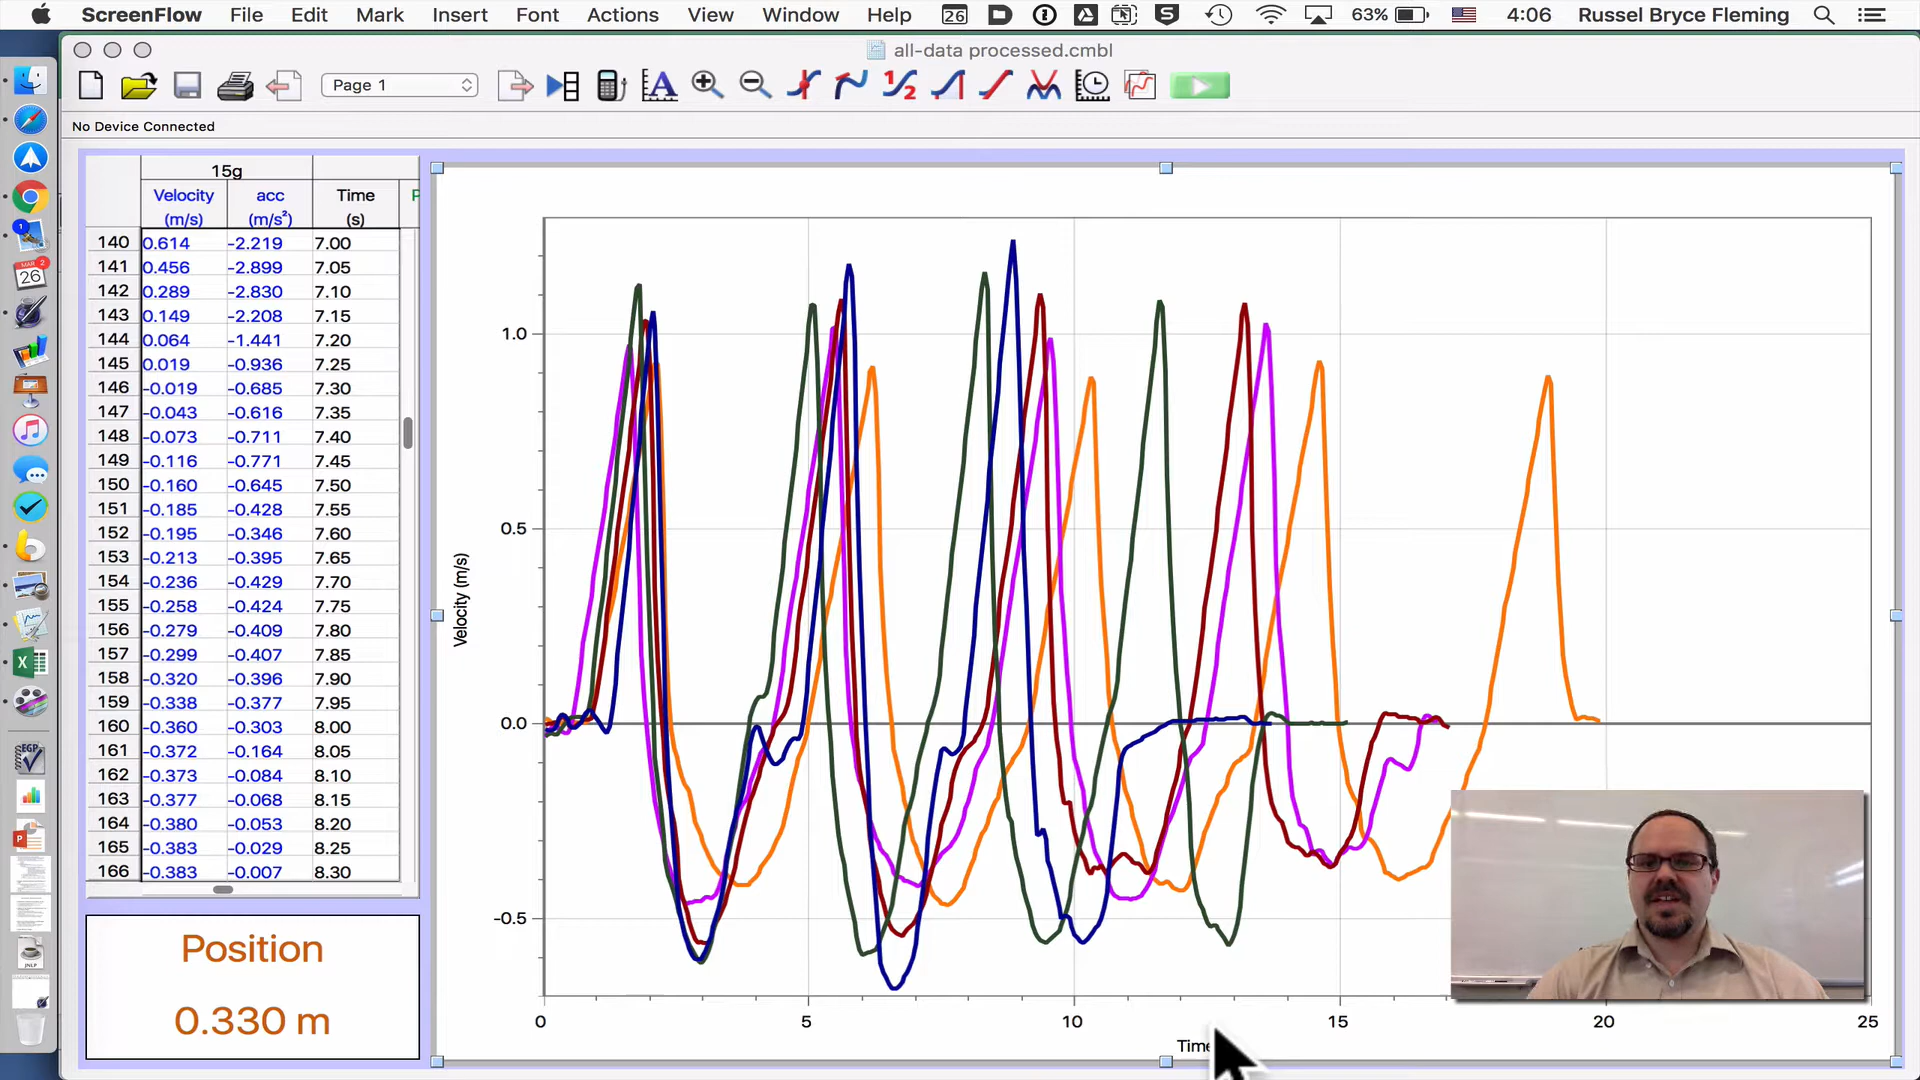 ScreenFlow File Edit Mark Insert Font Actions View Window Help 26 S 63% 4:06 Russel Bryce Fleming
all-data processed.cmbl
Page 1
No Device Connected
15g
Velocity acc Time P
(m/s) (m/s²) (s)
140 0.614 -2.219 7.00
141 0.456 -2.899 7.05
142 0.289 -2.830 7.10
143 0.149 -2.208 7.15
144 0.064 -1.441 7.20
145 0.019 -0.936 7.25
146 -0.019 -0.685 7.30
147 -0.043 -0.616 7.35
148 -0.073 -0.711 7.40
149 -0.116 -0.771 7.45
150 -0.160 -0.645 7.50
151 -0.185 -0.428 7.55
152 -0.195 -0.346 7.60
153 -0.213 -0.395 7.65
154 -0.236 -0.429 7.70
155 -0.258 -0.424 7.75
156 -0.279 -0.409 7.80
157 -0.299 -0.407 7.85
158 -0.320 -0.396 7.90
159 -0.338 -0.377 7.95
160 -0.360 -0.303 8.00
161 -0.372 -0.164 8.05
162 -0.373 -0.084 8.10
163 -0.377 -0.068 8.15
164 -0.380 -0.053 8.20
165 -0.383 -0.029 8.25
166 -0.383 -0.007 8.30
Position
0.330 m
Velocity (m/s)
1.0
0.5
0.0
-0.5
0 5 10 15 20 25
Time
1
2
26
X
EGP
P
JNLP